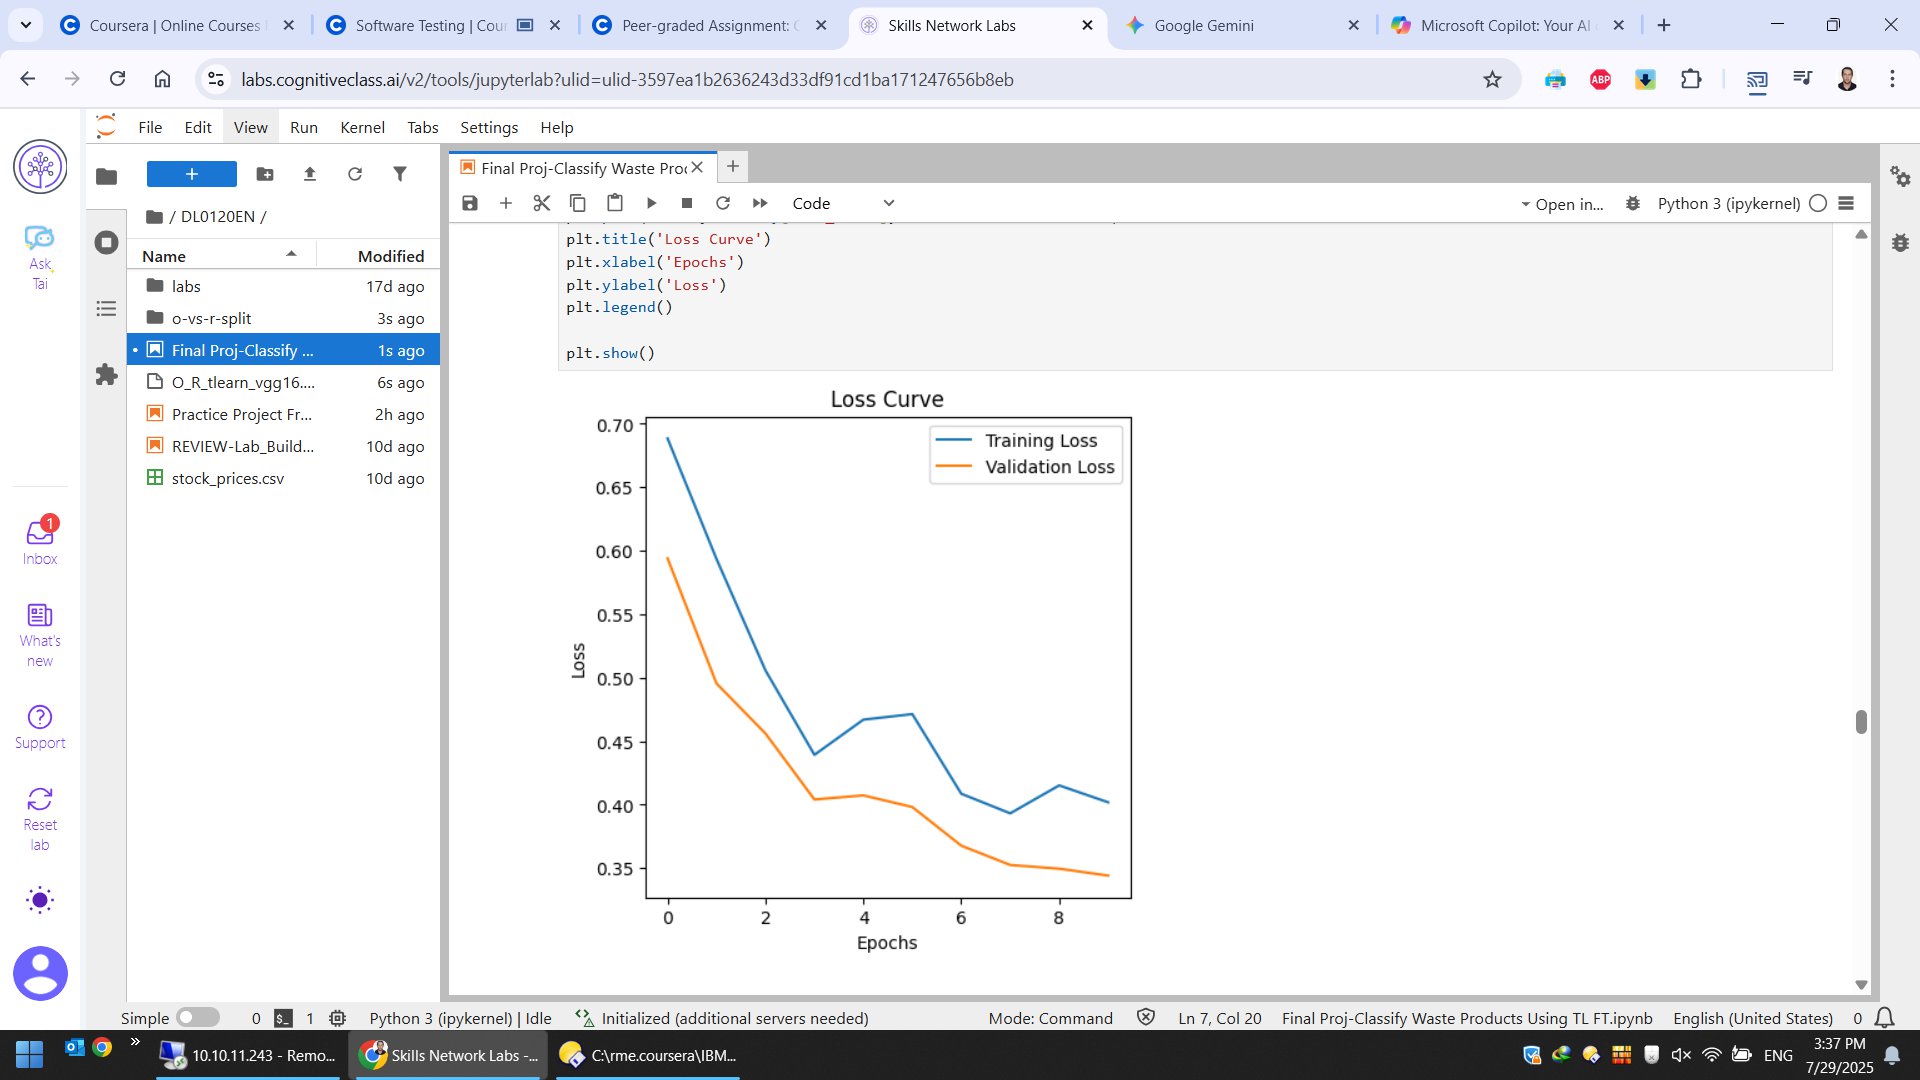 Coursera | Online Courses
Software Testing | Cour
Peer-graded Assignment:
Skills Network Labs
Google Gemini
Microsoft Copilot: Your AI
labs.cognitiveclass.ai/v2/tools/jupyterlab?ulid=ulid-3597ea1b2636243d33df91cd1ba171247656b8eb
ABP
File Edit View Run Kernel Tabs Settings Help
Ask Tai
Inbox
1
What's new
Support
Reset lab
/ DL0120EN /
Name Modified
labs 17d ago
o-vs-r-split 3s ago
Final Proj-Classify ... 1s ago
O_R_tlearn_vgg16.... 6s ago
Practice Project Fr... 2h ago
REVIEW-Lab_Build... 10d ago
stock_prices.csv 10d ago
Final Proj-Classify Waste Pro
Code
Open in...
Python 3 (ipykernel)
plt.title('Loss Curve')
plt.xlabel('Epochs')
plt.ylabel('Loss')
plt.legend()
plt.show()
Loss Curve
Training Loss
Validation Loss
0.70
0.65
0.60
0.55
0.50
0.45
0.40
0.35
Loss
0 2 4 6 8
Epochs
Simple 0 1 Python 3 (ipykernel) | Idle Initialized (additional servers needed) Mode: Command Ln 7, Col 20 Final Proj-Classify Waste Products Using TL FT.ipynb English (United States) 0
10.10.11.243 - Remo...
Skills Network Labs -...
C:\rme.coursera\IBM...
ENG
3:37 PM
7/29/2025